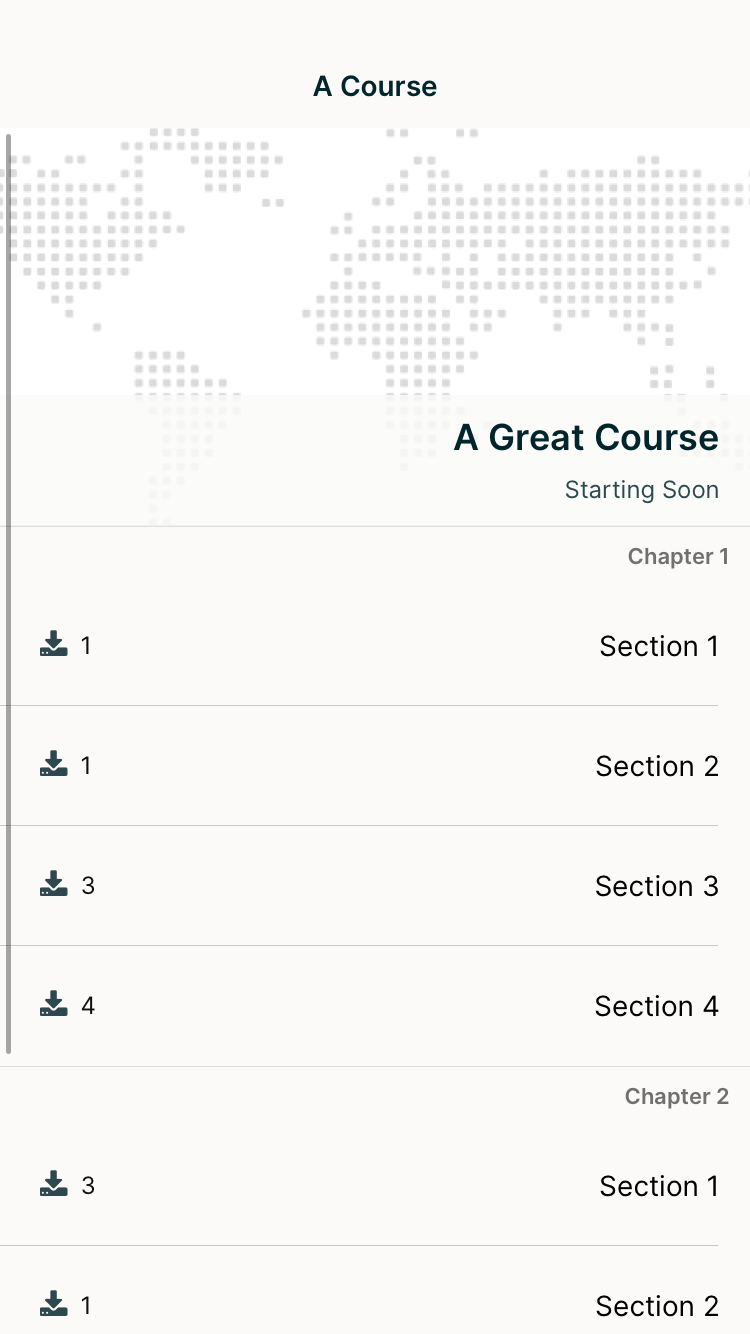 A Course
A Great Course
Starting Soon
Chapter 1
Section 1 1
Section 2 1
Section 3 3
Section 4 4
Chapter 2
Section 1 3
Section 2 1